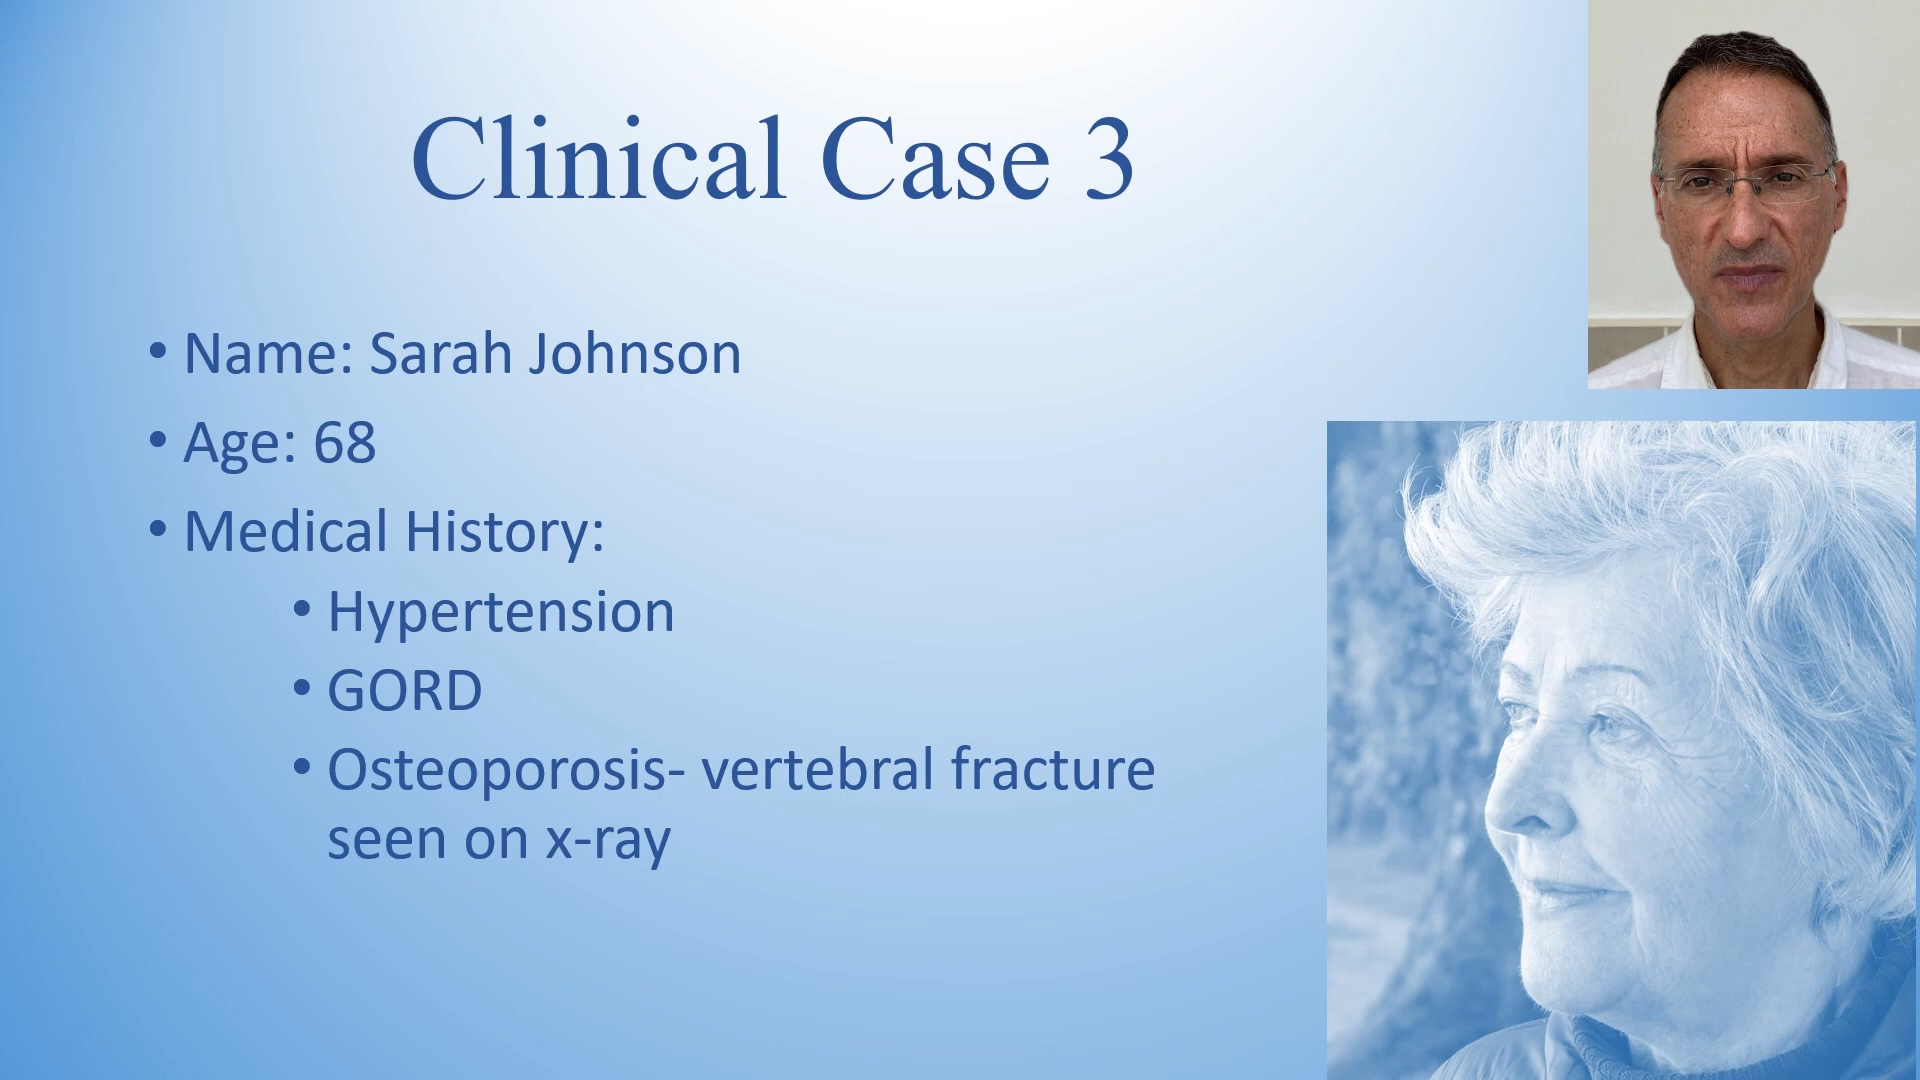 Clinical Case 3
• Name: Sarah Johnson
• Age: 68
• Medical History:
• Hypertension
• GORD
• Osteoporosis- vertebral fracture
seen on x-ray